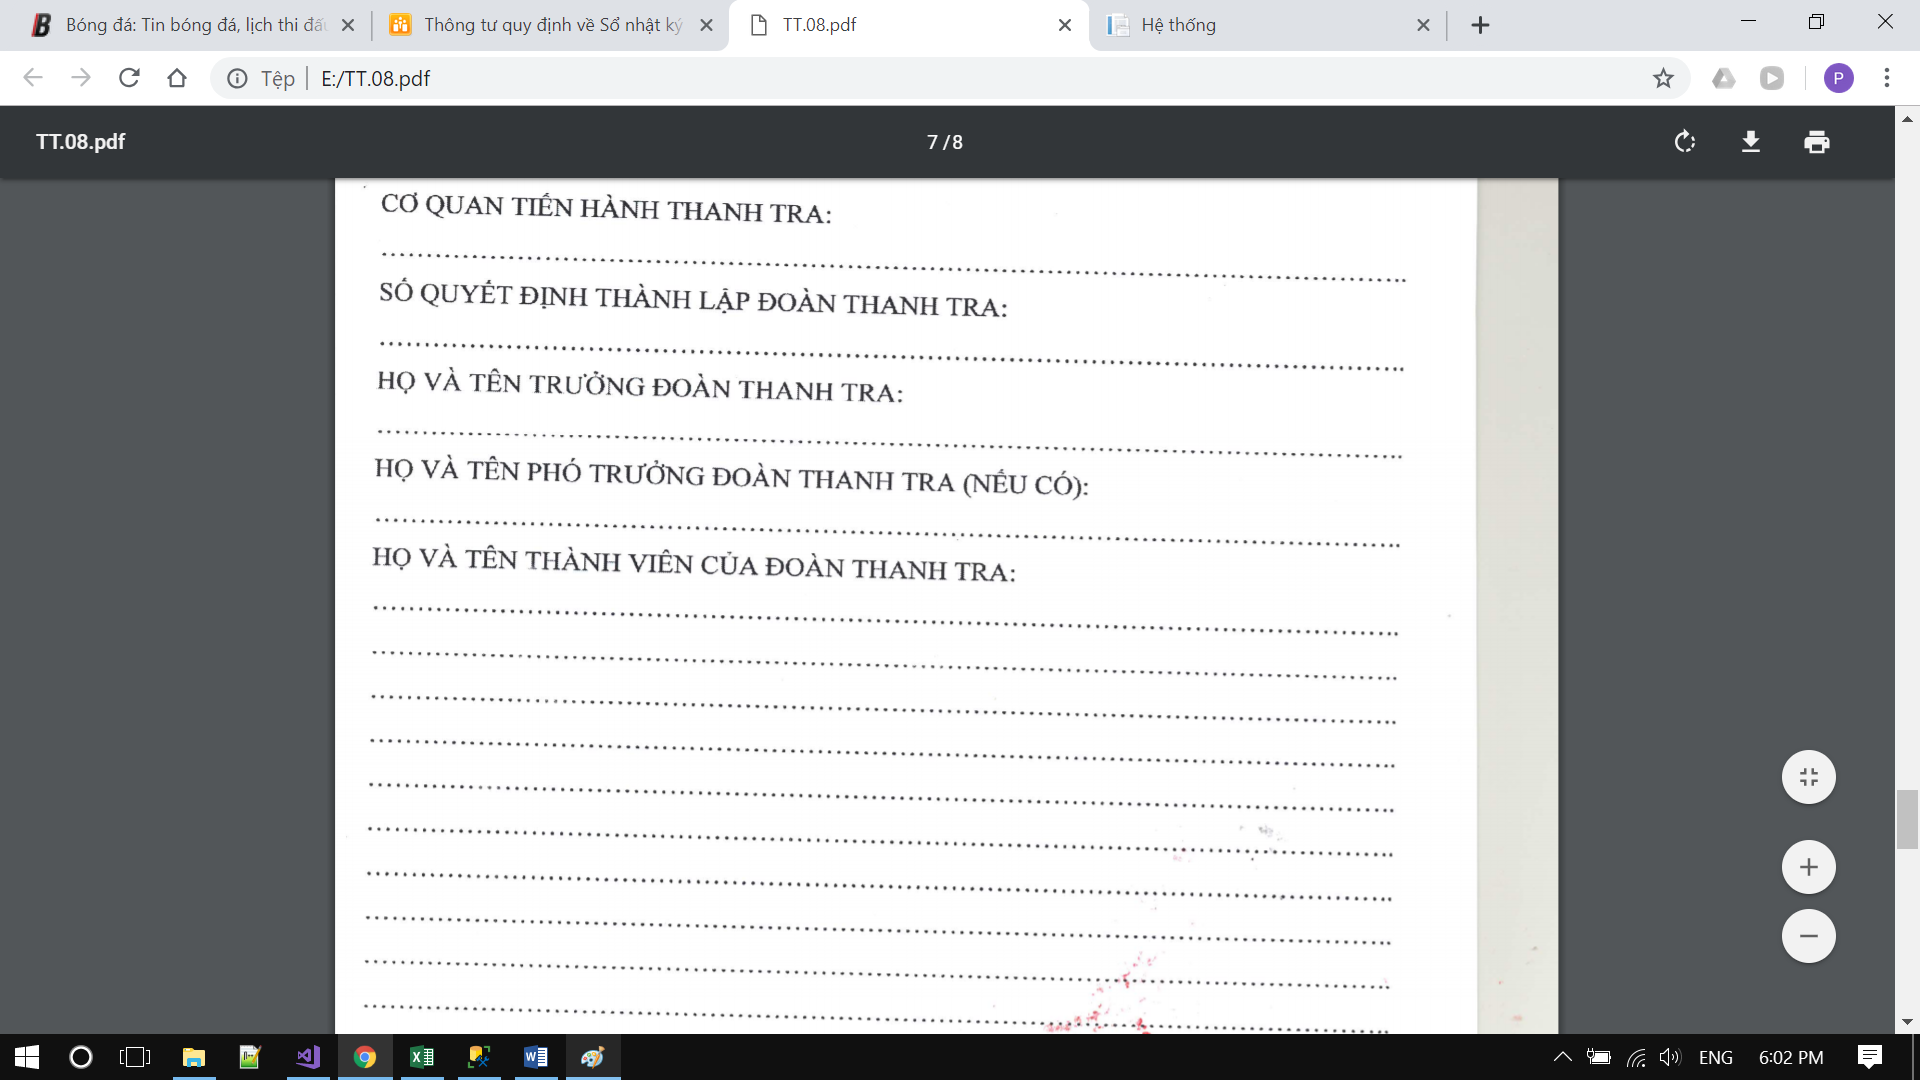 Bóng đá: Tin bóng đá, lịch thi đấu
Thông tư quy định về Sổ nhật ký
TT.08.pdf
Hệ thống
Tệp
E:/TT.08.pdf
P
TT.08.pdf
7 / 8
CƠ QUAN TIẾN HÀNH THANH TRA:
SỐ QUYẾT ĐỊNH THÀNH LẬP ĐOÀN THANH TRA:
HỌ VÀ TÊN TRƯỞNG ĐOÀN THANH TRA:
HỌ VÀ TÊN PHÓ TRƯỞNG ĐOÀN THANH TRA (NẾU CÓ):
HỌ VÀ TÊN THÀNH VIÊN CỦA ĐOÀN THANH TRA:
ENG
6:02 PM